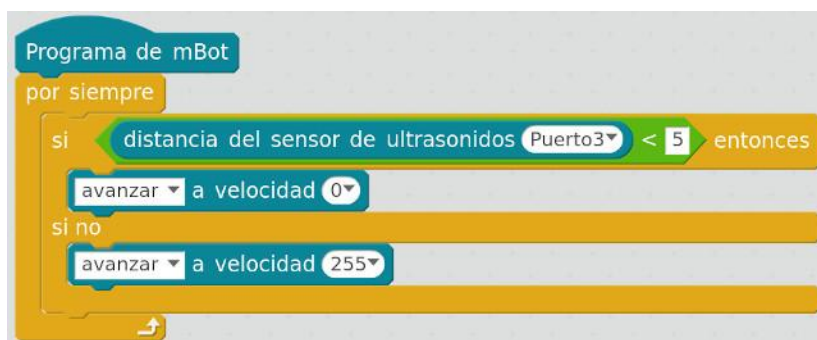 Programa de mBot
por siempre
si distancia del sensor de ultrasonidos Puerto3 < 5 entonces
avanzar a velocidad 0
si no
avanzar a velocidad 255